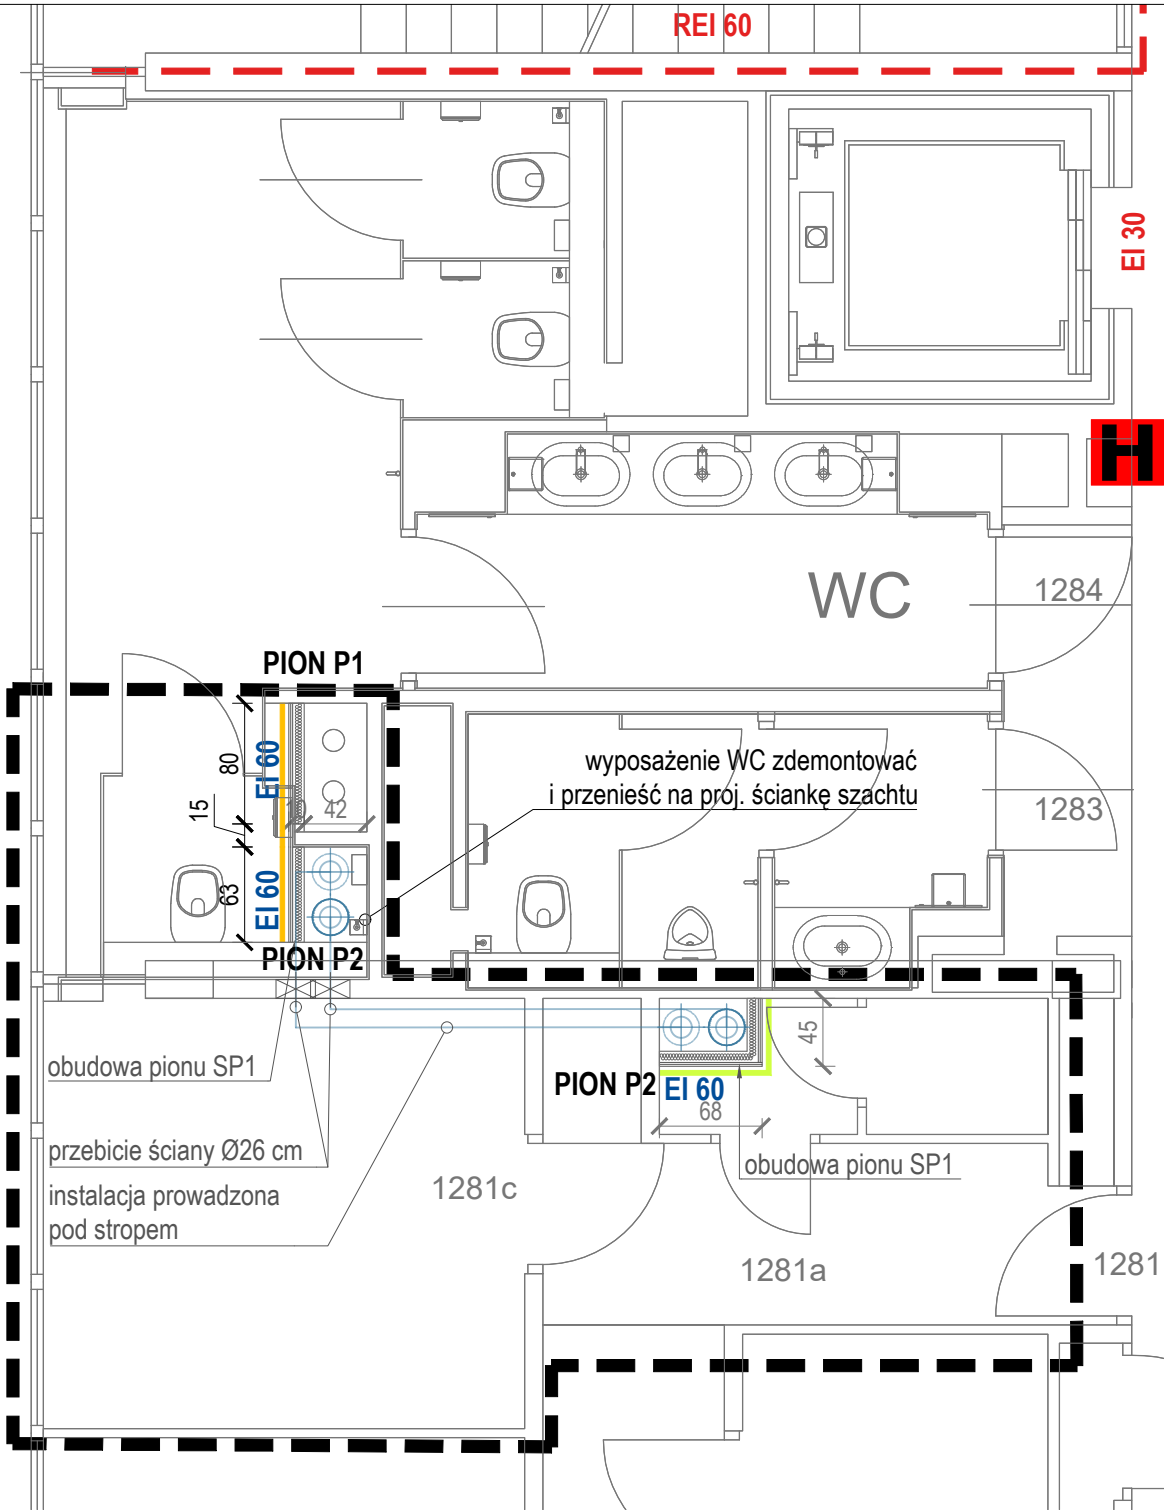 REI 60
EI 30
H
WC
1284
PION P1
wyposażenie WC zdemontować
i przenieść na proj. ściankę szachtu
1283
80
EI 60
15
10
42
63
EI 60
PION P2
45
obudowa pionu SP1
PION P2
EI 60
68
przebicie ściany Ø26 cm
obudowa pionu SP1
instalacja prowadzona
pod stropem
1281c
1281a
1281